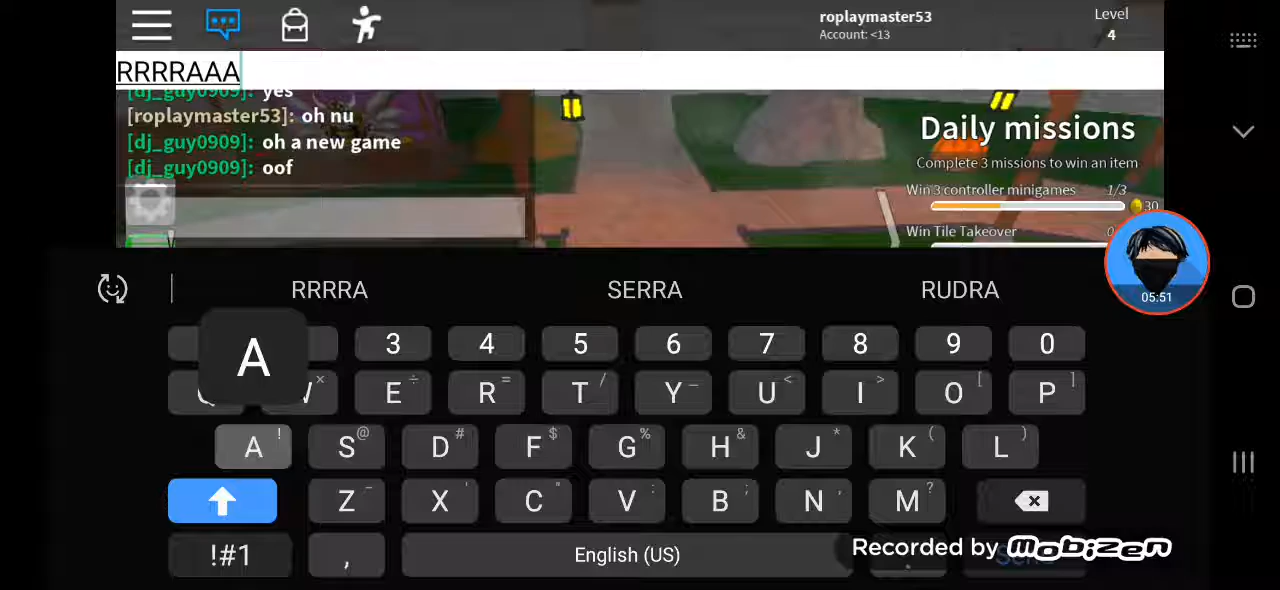 roplaymaster53
Account: <13
Level
4
RRRRAAA
[dj_guy0909]: yes
[roplaymaster53]: oh nu
[dj_guy0909]: oh a new game
[dj_guy0909]: oof
Daily missions
Complete 3 missions to win an item
Win 3 controller minigames 1/3
30
Win Tile Takeover 0
05:51
RRRRA SERRA RUDRA
3 4 5 6 7 8 9 0
A
W × E ÷ R = T / Y _ U < I > O [ P ]
A ! S @ D # F $ G % H & J * K ( L )
Z - X ' C " V : B ; N , M ?
!#1 , English (US) .
Recorded by mobizen